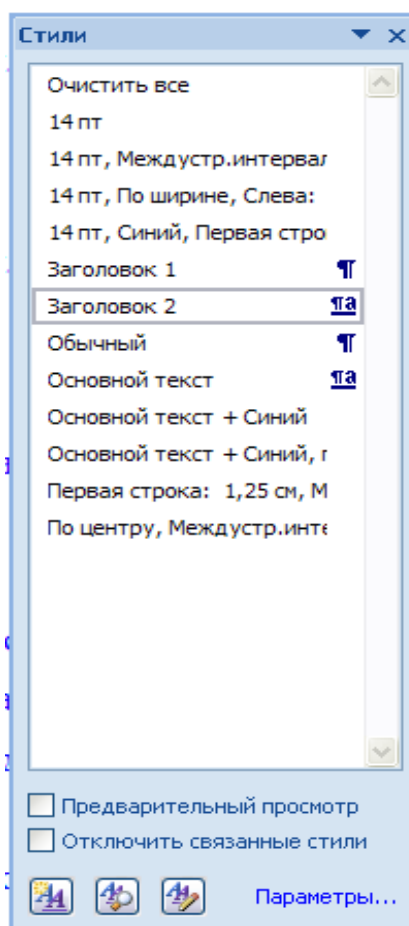 Стили
Очистить все
14 пт
14 пт, Междустр.интервал
14 пт, По ширине, Слева:
14 пт, Синий, Первая стро
Заголовок 1 ¶
Заголовок 2 ¶a
Обычный ¶
Основной текст ¶a
Основной текст + Синий
Основной текст + Синий, п
Первая строка: 1,25 см, М
По центру, Междустр.инте
Предварительный просмотр
Отключить связанные стили
Параметры...